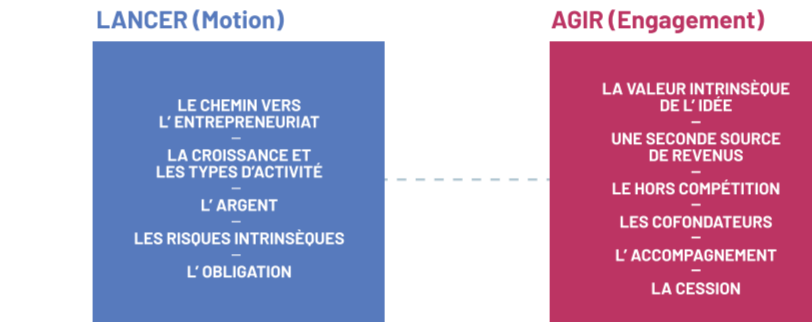 LANCER (Motion)
LE CHEMIN VERS
L’ ENTREPRENEURIAT
–
LA CROISSANCE ET
LES TYPES D’ACTIVITÉ
–
L’ ARGENT
–
LES RISQUES INTRINSÈQUES
–
L’ OBLIGATION
AGIR (Engagement)
LA VALEUR INTRINSÈQUE
DE L’ IDÉE
–
UNE SECONDE SOURCE
DE REVENUS
–
LE HORS COMPÉTITION
–
LES COFONDATEURS
–
L’ ACCOMPAGNEMENT
–
LA CESSION